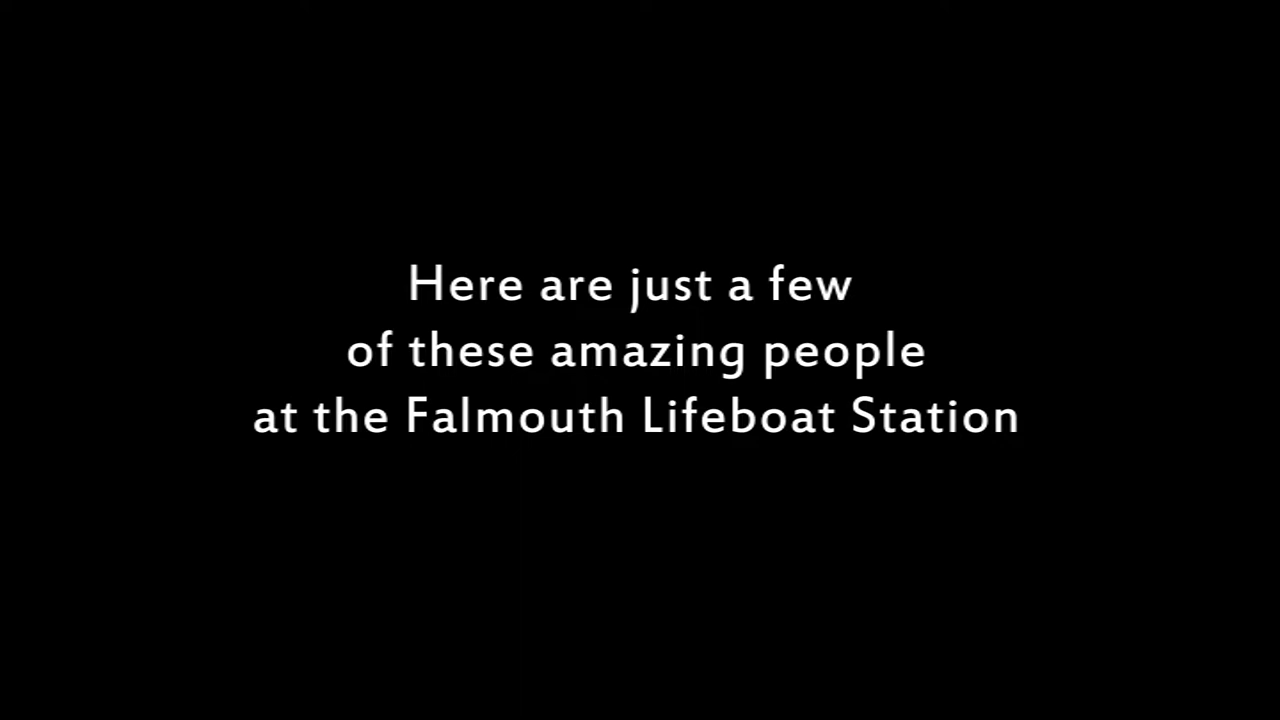 Here are just a few
of these amazing people
at the Falmouth Lifeboat Station